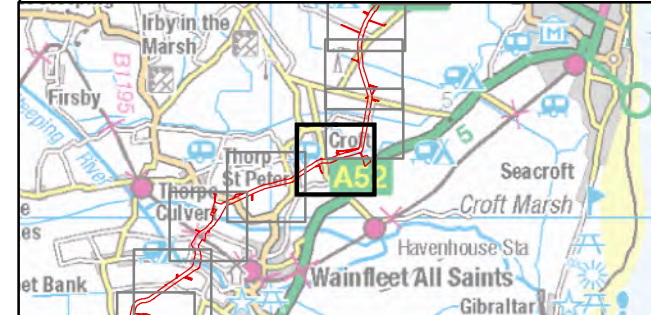 Irby in the
Marsh
B1195
Firsby
5
Croft
5
Thorp
St Peter
A52
Seacroft
Croft Marsh
River
Thorpe
Culvert
Havenhouse Sta
Wainfleet All Saints
et Bank
Gibraltar
M
e
es